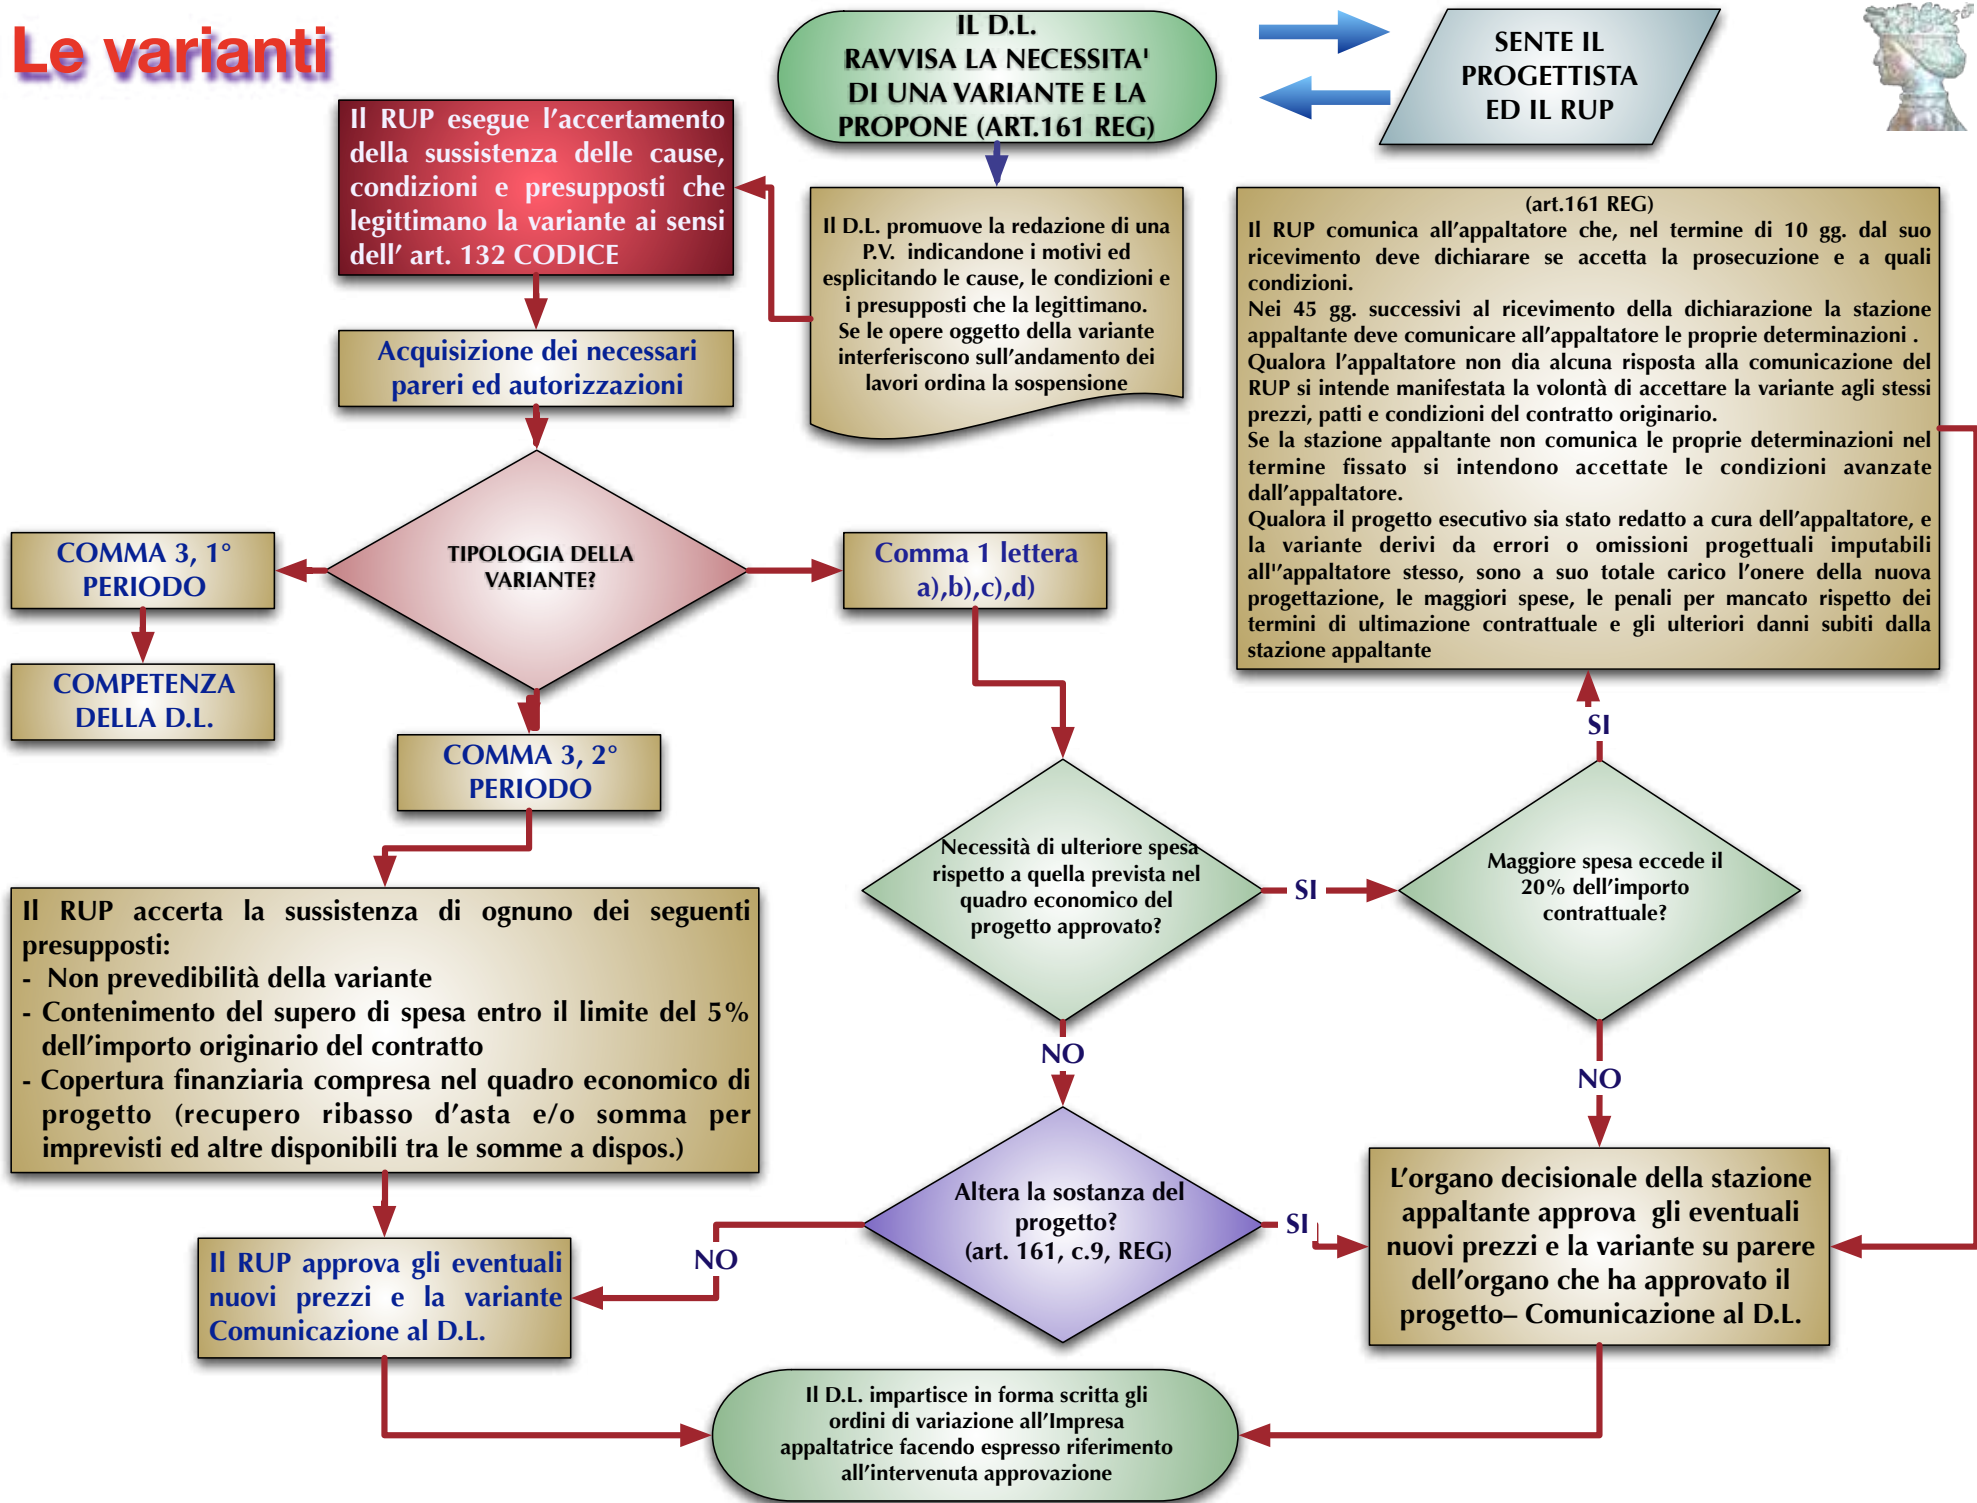 Le varianti
IL D.L.
RAVVISA LA NECESSITA'
DI UNA VARIANTE E LA
PROPONE (ART.161 REG)
SENTE IL
PROGETTISTA
ED IL RUP
Il RUP esegue l'accertamento
della sussistenza delle cause,
condizioni e presupposti che
legittimano la variante ai sensi
dell' art. 132 CODICE
Il D.L. promuove la redazione di una
P.V. indicandone i motivi ed
esplicitando le cause, le condizioni e
i presupposti che la legittimano.
Se le opere oggetto della variante
interferiscono sull'andamento dei
lavori ordina la sospensione
(art.161 REG)
Il RUP comunica all'appaltatore che, nel termine di 10 gg. dal suo
ricevimento deve dichiarare se accetta la prosecuzione e a quali
condizioni.
Nei 45 gg. successivi al ricevimento della dichiarazione la stazione
appaltante deve comunicare all'appaltatore le proprie determinazioni .
Qualora l'appaltatore non dia alcuna risposta alla comunicazione del
RUP si intende manifestata la volontà di accettare la variante agli stessi
prezzi, patti e condizioni del contratto originario.
Se la stazione appaltante non comunica le proprie determinazioni nel
termine fissato si intendono accettate le condizioni avanzate
dall'appaltatore.
Qualora il progetto esecutivo sia stato redatto a cura dell'appaltatore, e
la variante derivi da errori o omissioni progettuali imputabili
all''appaltatore stesso, sono a suo totale carico l'onere della nuova
progettazione, le maggiori spese, le penali per mancato rispetto dei
termini di ultimazione contrattuale e gli ulteriori danni subiti dalla
stazione appaltante
Acquisizione dei necessari
pareri ed autorizzazioni
TIPOLOGIA DELLA
VARIANTE?
COMMA 3, 1°
PERIODO
COMPETENZA
DELLA D.L.
Comma 1 lettera
a),b),c),d)
COMMA 3, 2°
PERIODO
SI
Necessità di ulteriore spesa
rispetto a quella prevista nel
quadro economico del
progetto approvato?
SI
Maggiore spesa eccede il
20% dell'importo
contrattuale?
Il RUP accerta la sussistenza di ognuno dei seguenti
presupposti:
- Non prevedibilità della variante
- Contenimento del supero di spesa entro il limite del 5%
dell'importo originario del contratto
- Copertura finanziaria compresa nel quadro economico di
progetto (recupero ribasso d'asta e/o somma per
imprevisti ed altre disponibili tra le somme a dispos.)
NO
NO
Altera la sostanza del
progetto?
(art. 161, c.9, REG)
SI
NO
L'organo decisionale della stazione
appaltante approva gli eventuali
nuovi prezzi e la variante su parere
dell'organo che ha approvato il
progetto– Comunicazione al D.L.
Il RUP approva gli eventuali
nuovi prezzi e la variante
Comunicazione al D.L.
Il D.L. impartisce in forma scritta gli
ordini di variazione all'Impresa
appaltatrice facendo espresso riferimento
all'intervenuta approvazione